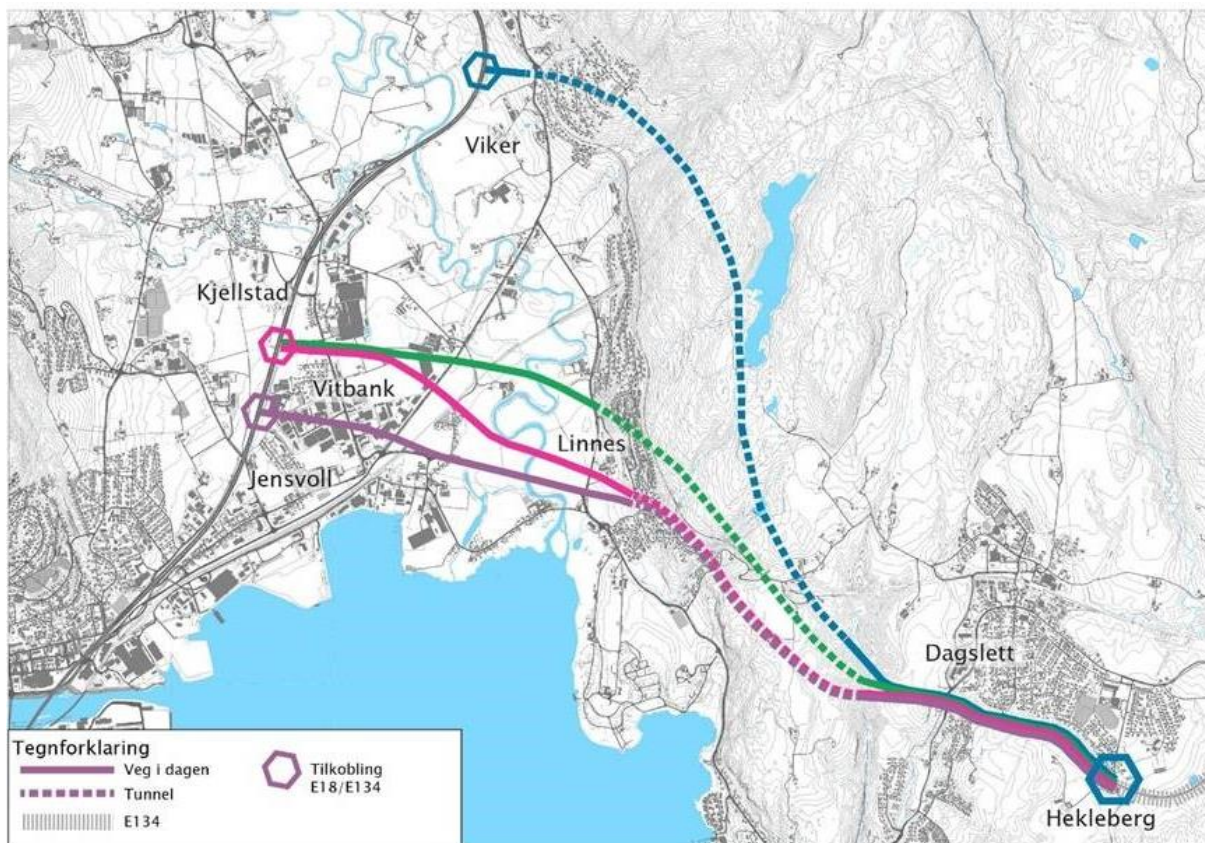 Viker
Kjellstad
Vitbank
Linnes
Jensvoll
Dagslett
Hekleberg
Tegnforklaring
Veg i dagen
Tunnel
E134
Tilkobling
E18/E134